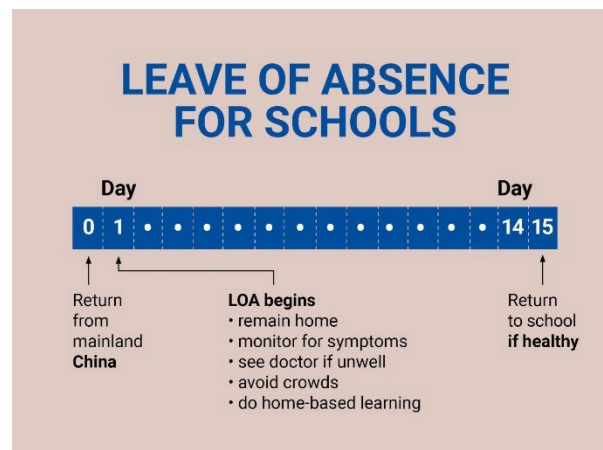 LEAVE OF ABSENCE
FOR SCHOOLS
Day Day
0 1 • • • • • • • • • • • • 14 15
Return
from
mainland
China
LOA begins
• remain home
• monitor for symptoms
• see doctor if unwell
• avoid crowds
• do home-based learning
Return
to school
if healthy